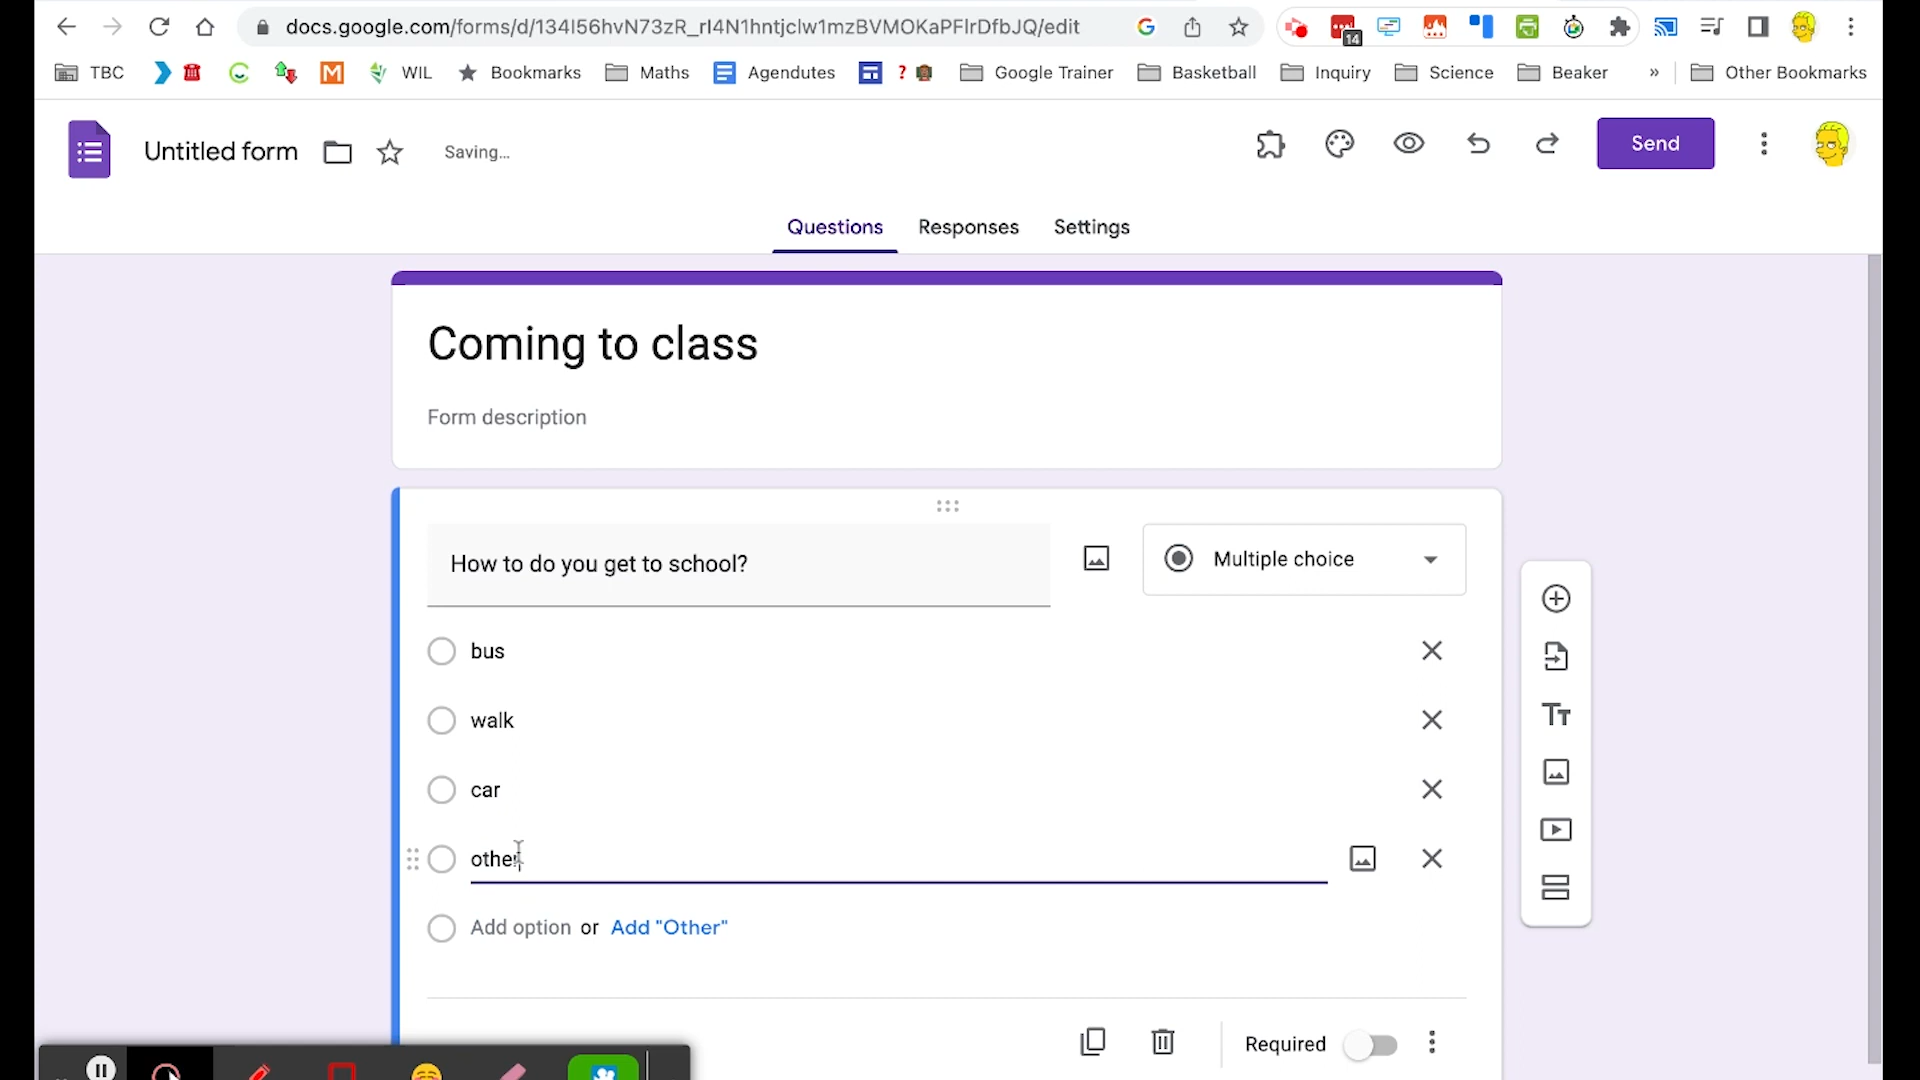 docs.google.com/forms/d/134I56hvN73zR_rI4N1hntjclw1mzBVMOKaPFIrDfbJQ/edit
14
TBC
M
WIL
Bookmarks
Maths
Agendutes
?
Google Trainer
Basketball
Inquiry
Science
Beaker
»
Other Bookmarks
Untitled form
Saving...
Send
Questions
Responses
Settings
Coming to class
Form description
How to do you get to school?
Multiple choice
bus
walk
car
other
Add option or Add "Other"
Required